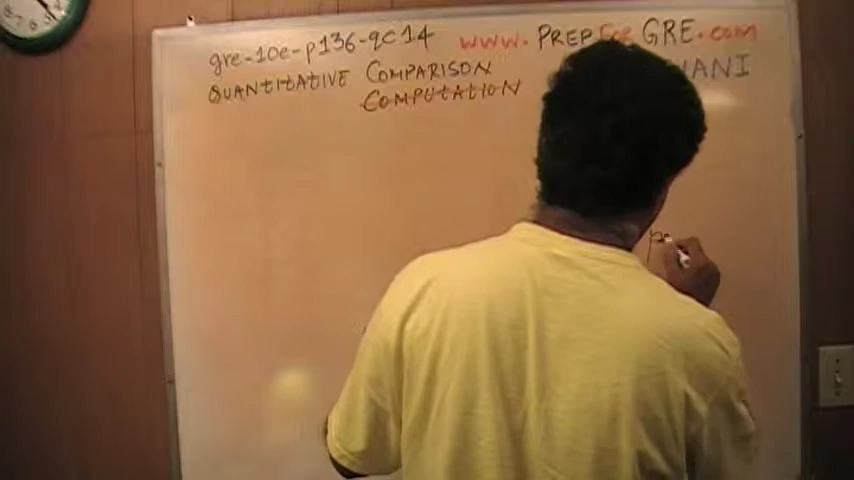 gre-10e-p136-qc14 www. PREPFORGRE.com
QUANTITATIVE COMPARISON
COMPUTATION